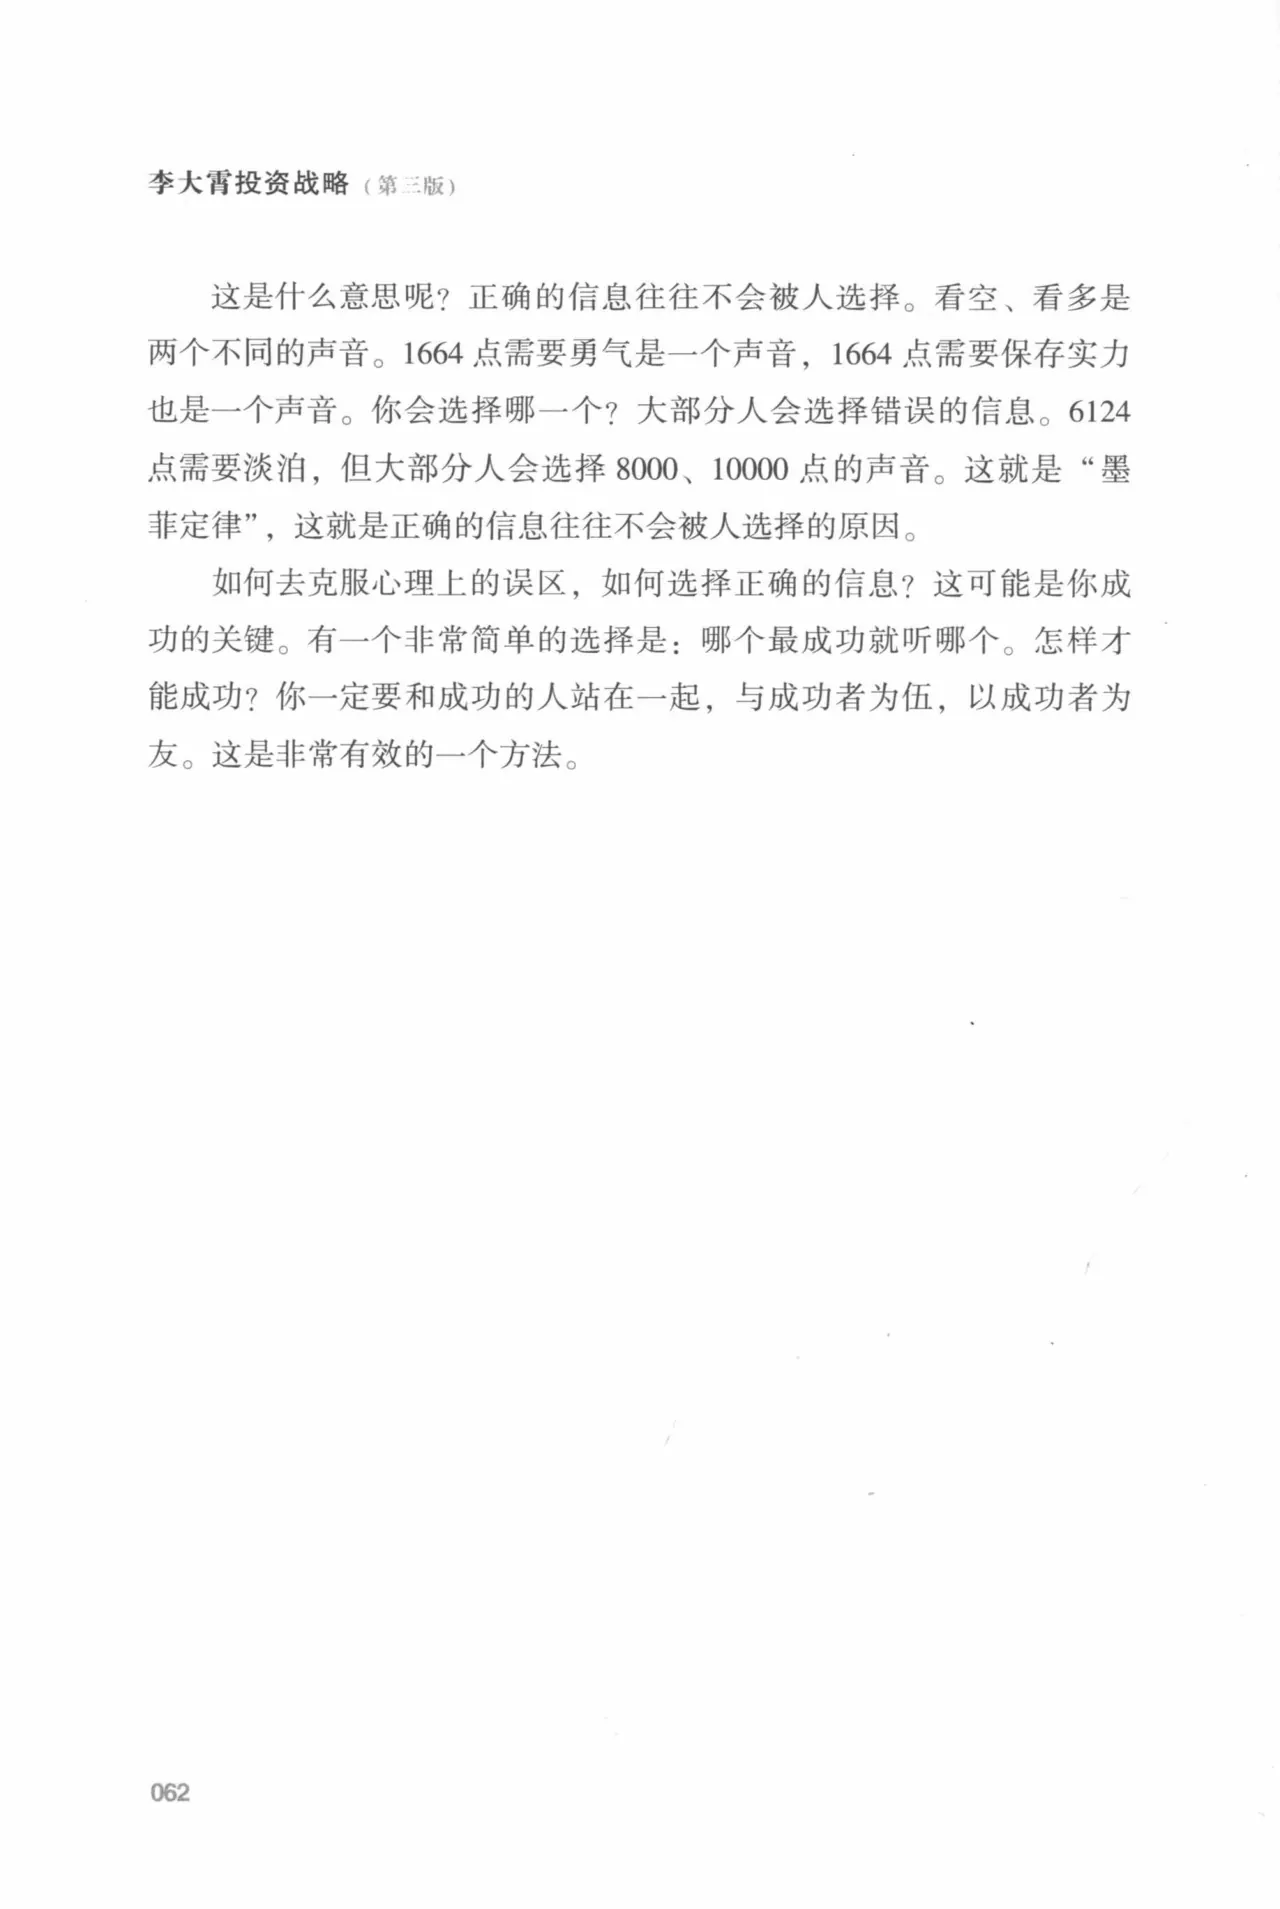 李大霄投资战略（第三版）
这是什么意思呢？正确的信息往往不会被人选择。看空、看多是
两个不同的声音。1664 点需要勇气是一个声音，1664 点需要保存实力
也是一个声音。你会选择哪一个？大部分人会选择错误的信息。6124
点需要淡泊，但大部分人会选择 8000、10000 点的声音。这就是“墨
菲定律”，这就是正确的信息往往不会被人选择的原因。
如何去克服心理上的误区，如何选择正确的信息？这可能是你成
功的关键。有一个非常简单的选择是：哪个最成功就听哪个。怎样才
能成功？你一定要和成功的人站在一起，与成功者为伍，以成功者为
友。这是非常有效的一个方法。
062